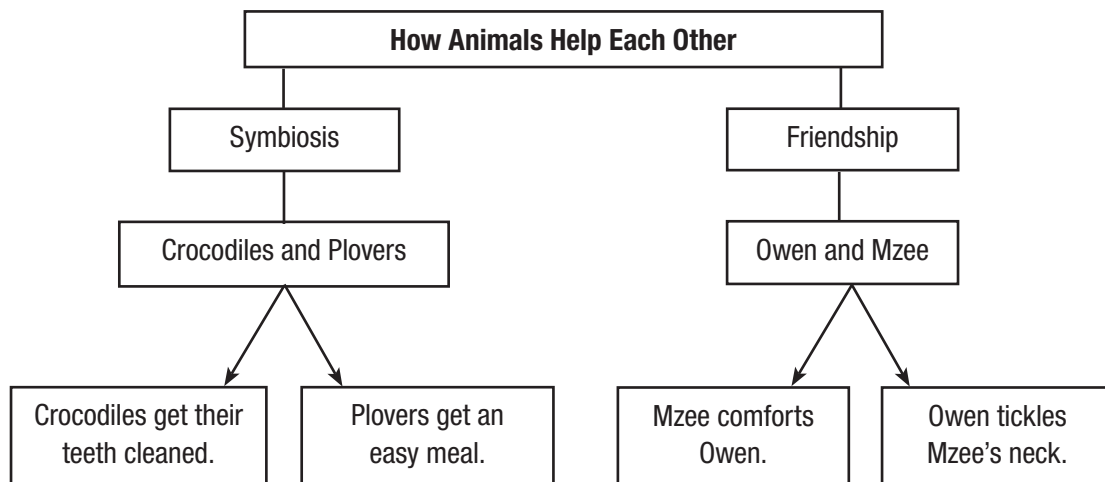 How Animals Help Each Other
Symbiosis
Friendship
Crocodiles and Plovers
Owen and Mzee
Crocodiles get their
teeth cleaned.
Plovers get an
easy meal.
Mzee comforts
Owen.
Owen tickles
Mzee’s neck.